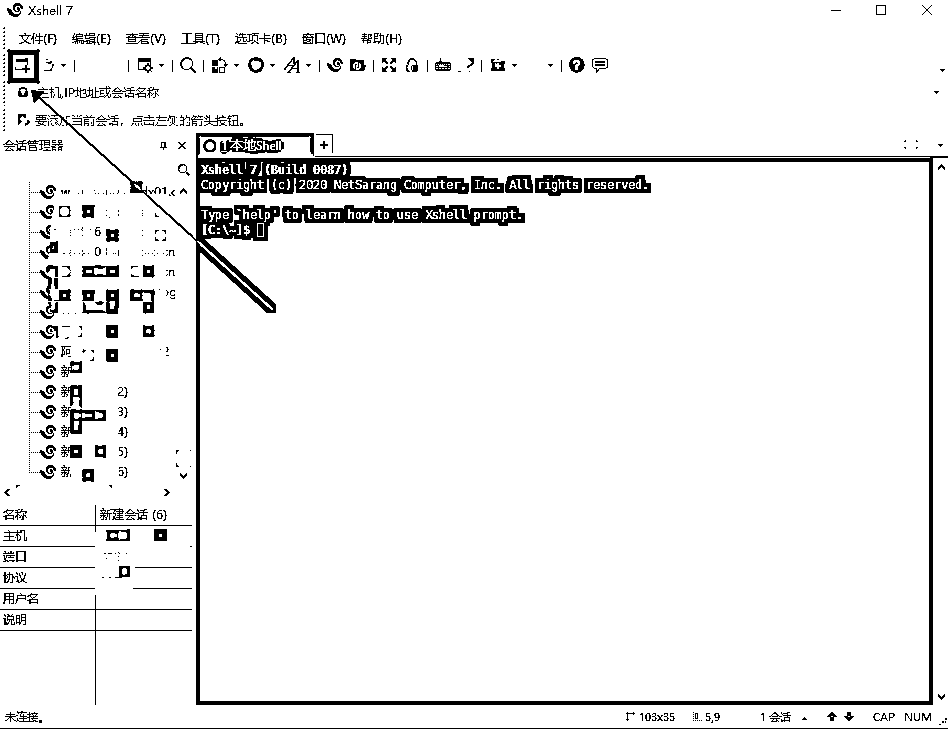 Xshell 7
文件(F) 编辑(E) 查看(V) 工具(T) 选项卡(B) 窗口(W) 帮助(H)
主机,IP地址或会话名称
要添加当前会话，点击左侧的箭头按钮。
会话管理器
1 本地Shell
Xshell 7 (Build 0087)
Copyright (c) 2020 NetSarang Computer, Inc. All rights reserved.
Type `help' to learn how to use Xshell prompt.
[C:\~]$
新
新 2)
新 3)
新 4)
新 5)
新 6)
名称 新建会话 (6)
主机
端口
协议
用户名
说明
未连接。 103x35 5,9 1 会话 CAP NUM